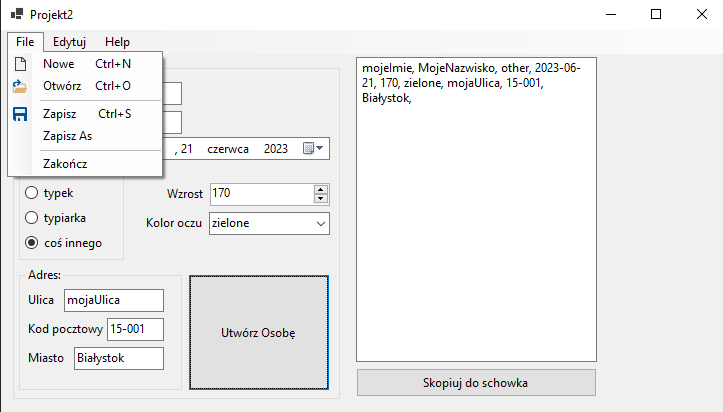 Projekt2
File Edytuj Help
Nowe Ctrl+N
Otwórz Ctrl+O
Zapisz Ctrl+S
Zapisz As
Zakończ
, 21 czerwca 2023
typek
typiarka
coś innego
Wzrost 170
Kolor oczu zielone
Adres:
Ulica mojaUlica
Kod pocztowy 15-001
Miasto Białystok
Utwórz Osobę
mojeImie, MojeNazwisko, other, 2023-06-
21, 170, zielone, mojaUlica, 15-001,
Białystok,
Skopiuj do schowka